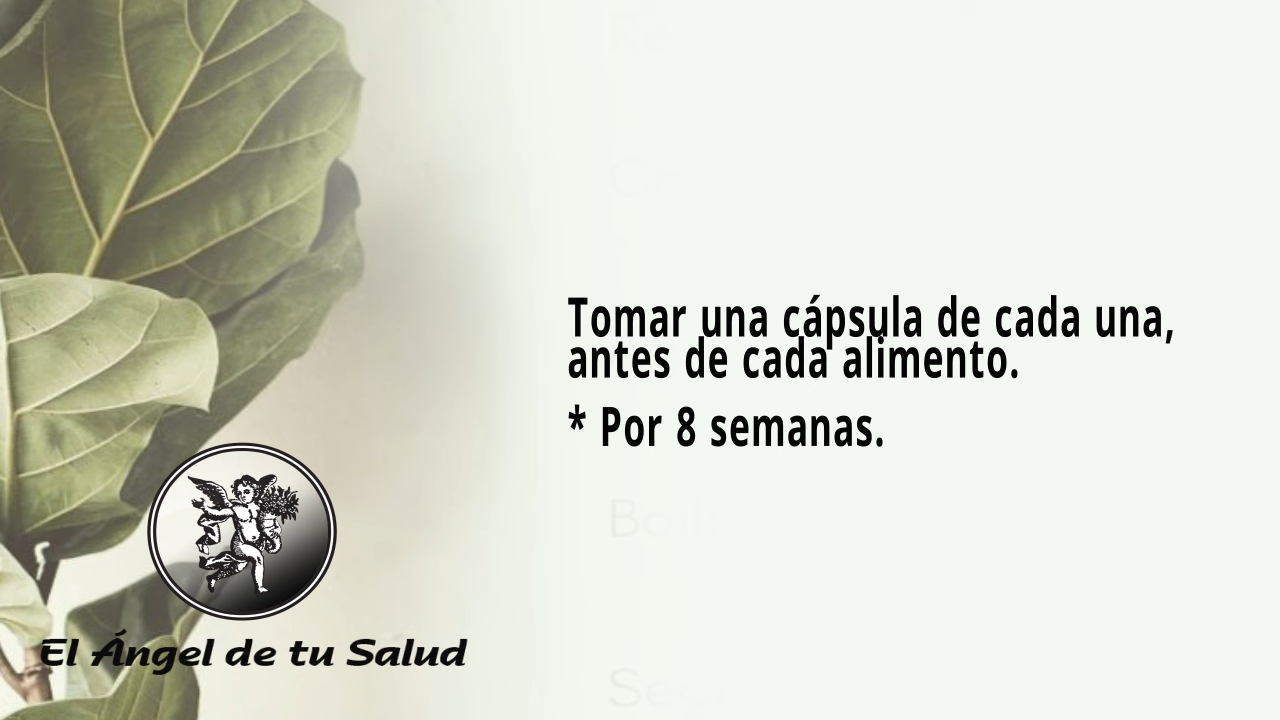 Tomar una cápsula de cada una,
antes de cada alimento.
* Por 8 semanas.
El Ángel de tu Salud